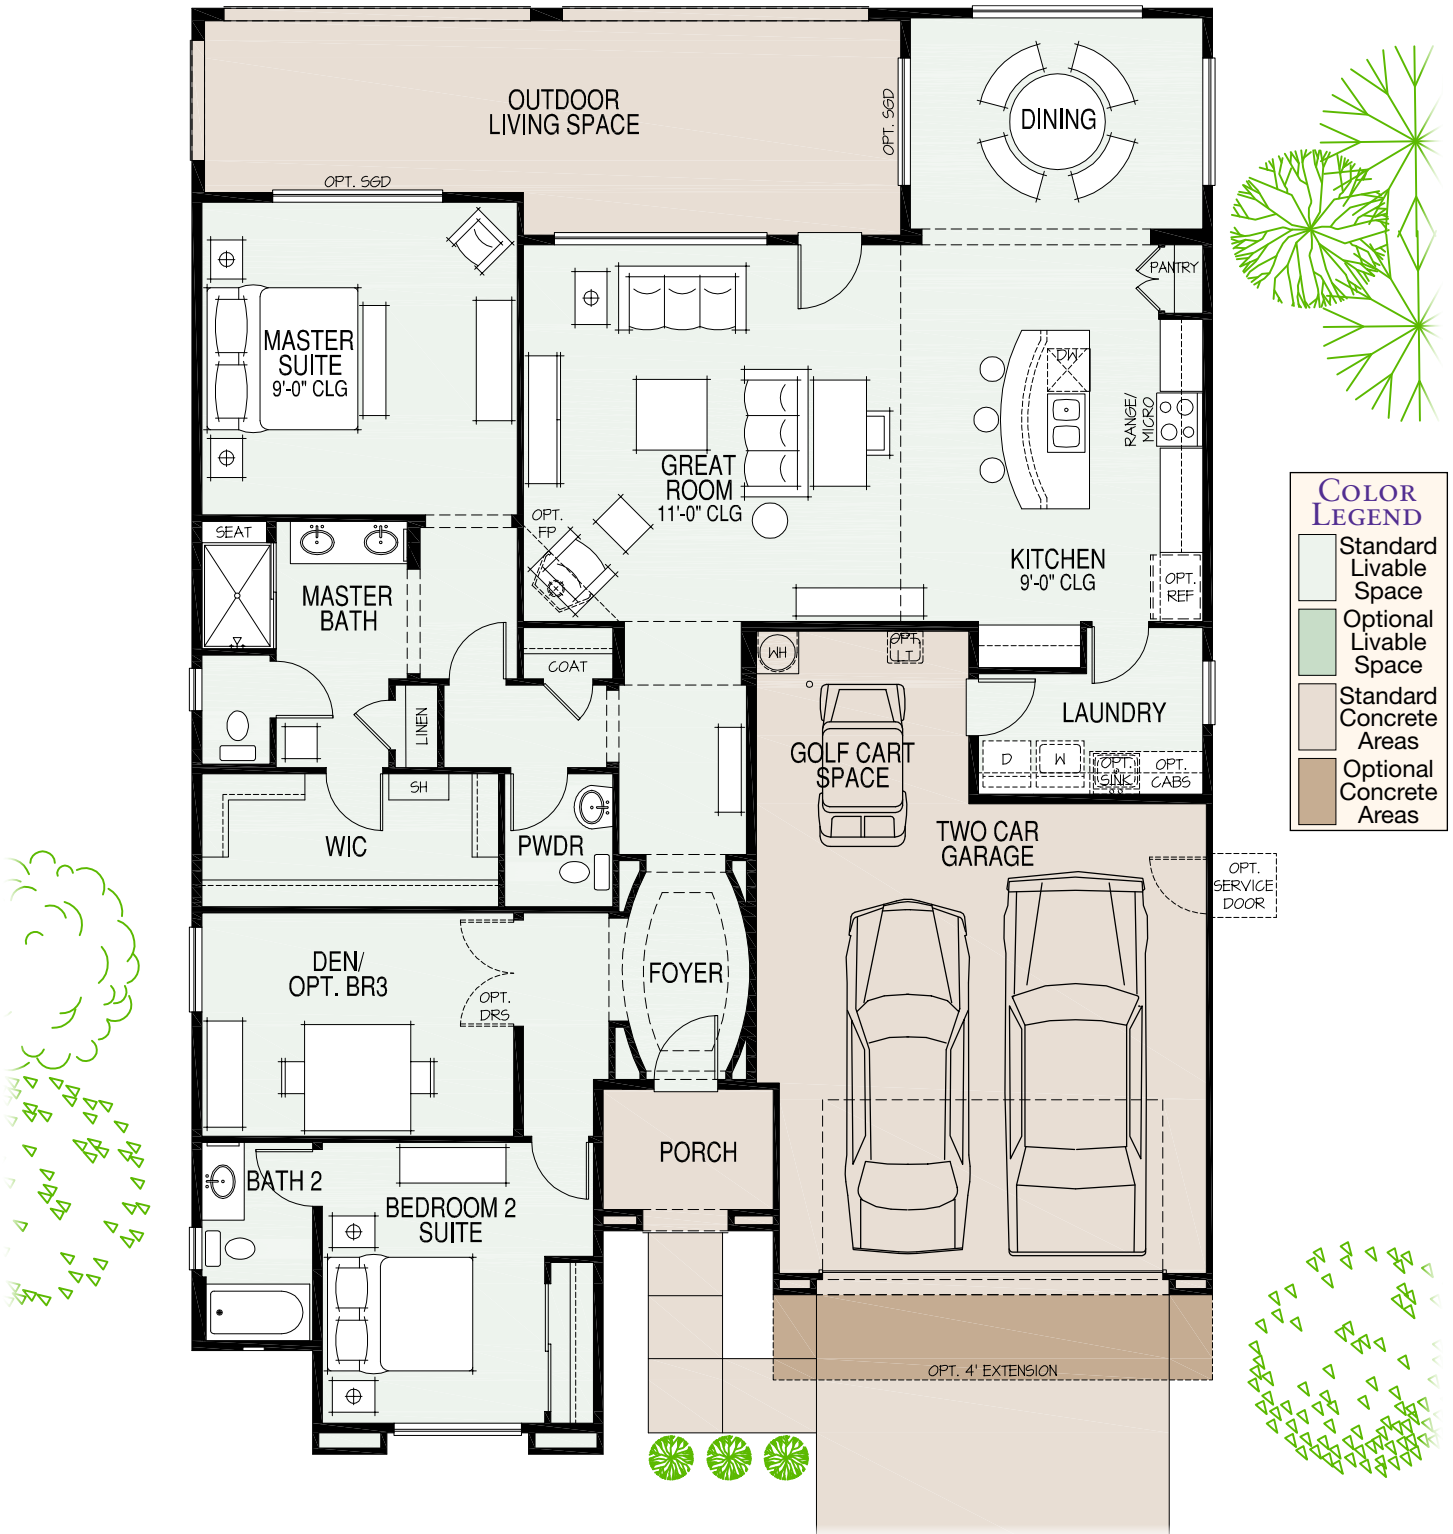 OUTDOOR
LIVING SPACE
OPT. SGD
DINING
OPT. SGD
PANTRY
MASTER
SUITE
9'-0" CLG
DW
RANGE/
MICRO
GREAT
ROOM
11'-0" CLG
OPT.
FP
KITCHEN
9'-0" CLG
OPT.
REF
SEAT
MASTER
BATH
COAT
WH
OPT.
LT
LINEN
LAUNDRY
GOLF CART
SPACE
D
W
OPT.
SINK
OPT.
CABS
SH
WIC
PWDR
TWO CAR
GARAGE
OPT.
SERVICE
DOOR
DEN/
OPT. BR3
OPT.
DRS
FOYER
PORCH
BATH 2
BEDROOM 2
SUITE
OPT. 4' EXTENSION
COLOR
LEGEND
Standard
Livable
Space
Optional
Livable
Space
Standard
Concrete
Areas
Optional
Concrete
Areas